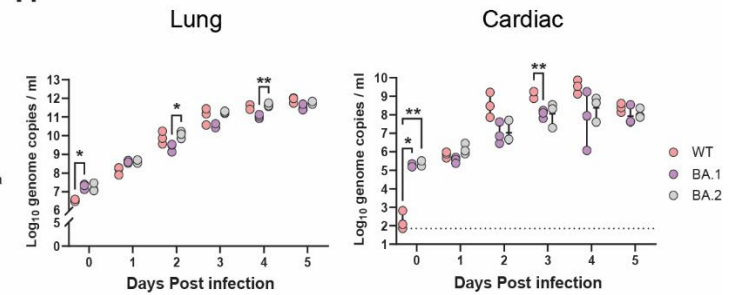 Lung
Cardiac
Log10 genome copies / ml
13
12
11
10
9
8
7
6
5
0
*
*
**
0 1 2 3 4 5
Days Post infection
Log10 genome copies / ml
10
9
8
7
6
5
4
3
2
1
**
*
**
0 1 2 3 4 5
Days Post infection
WT
BA.1
BA.2